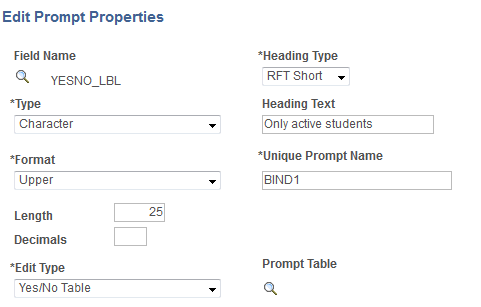 Edit Prompt Properties
Field Name
YESNO_LBL
*Heading Type
RFT Short
*Type
Character
Heading Text
Only active students
*Format
Upper
*Unique Prompt Name
BIND1
Length
25
Decimals
*Edit Type
Yes/No Table
Prompt Table